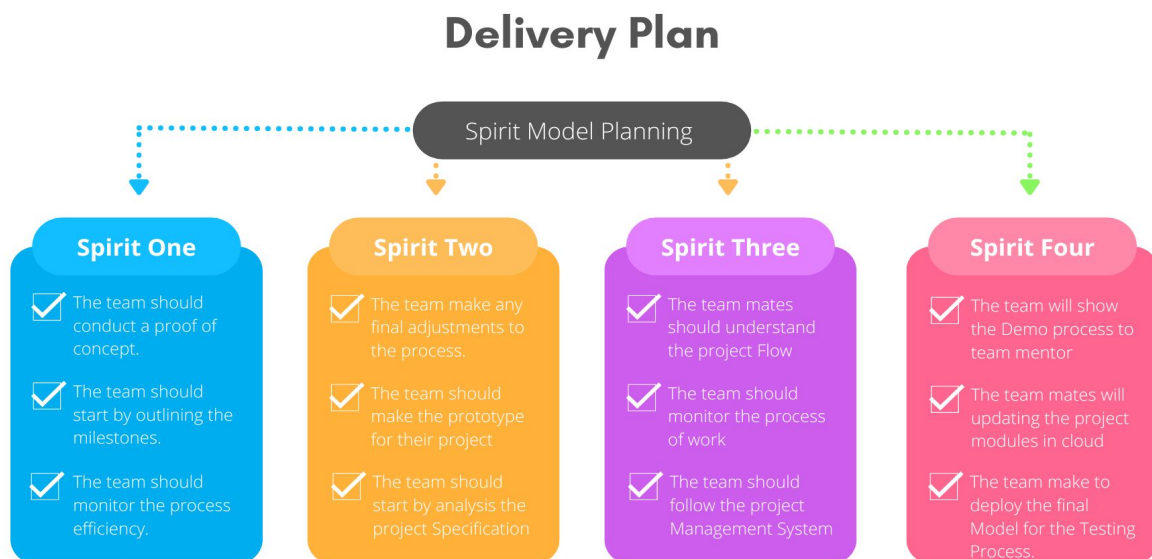 Delivery Plan
Spirit Model Planning
Spirit One
The team should
conduct a proof of
concept.
The team should
start by outlining the
milestones.
The team should
monitor the process
efficiency.
Spirit Two
The team make any
final adjustments to
the process.
The team should
make the prototype
for their project
The team should
start by analysis the
project Specification
Spirit Three
The team mates
should understand
the project Flow
The team should
monitor the process
of work
The team should
follow the project
Management System
Spirit Four
The team will show
the Demo process to
team mentor
The team mates will
updating the project
modules in cloud
The team make to
deploy the final
Model for the Testing
Process.